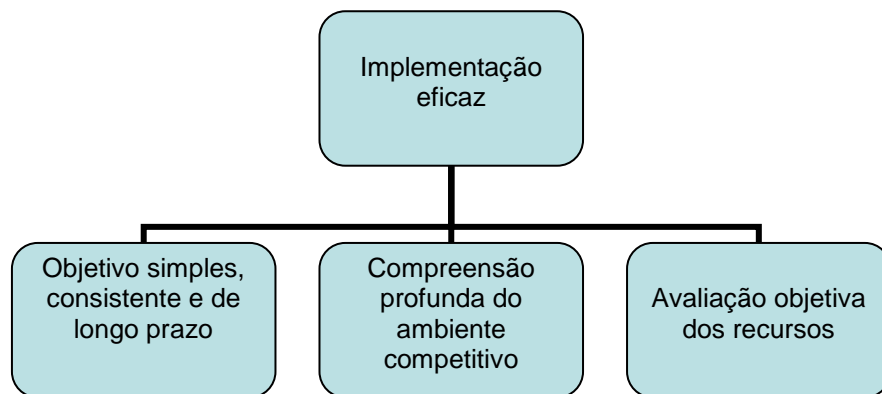 Implementação
eficaz
Objetivo simples,
consistente e de
longo prazo
Compreensão
profunda do
ambiente
competitivo
Avaliação objetiva
dos recursos